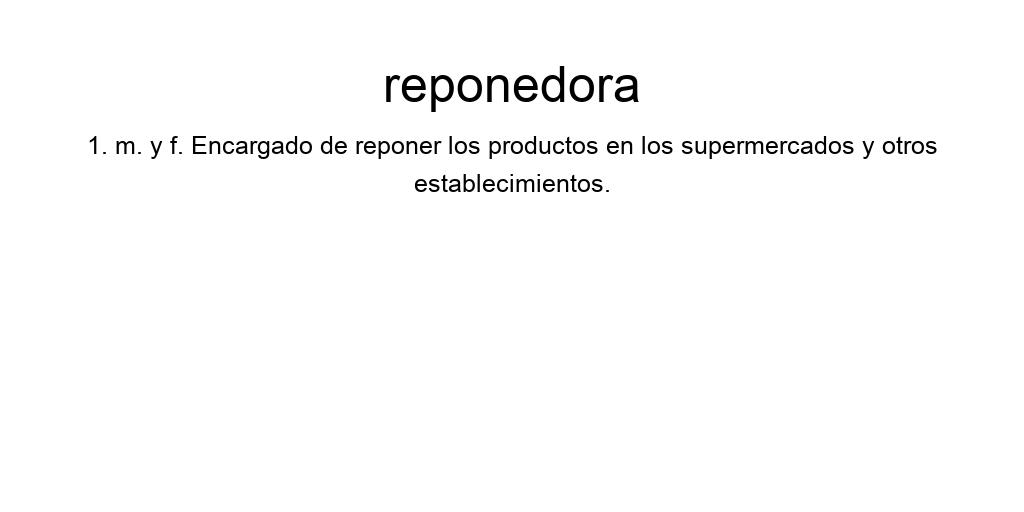 reponedora
1. m. y f. Encargado de reponer los productos en los supermercados y otros
establecimientos.